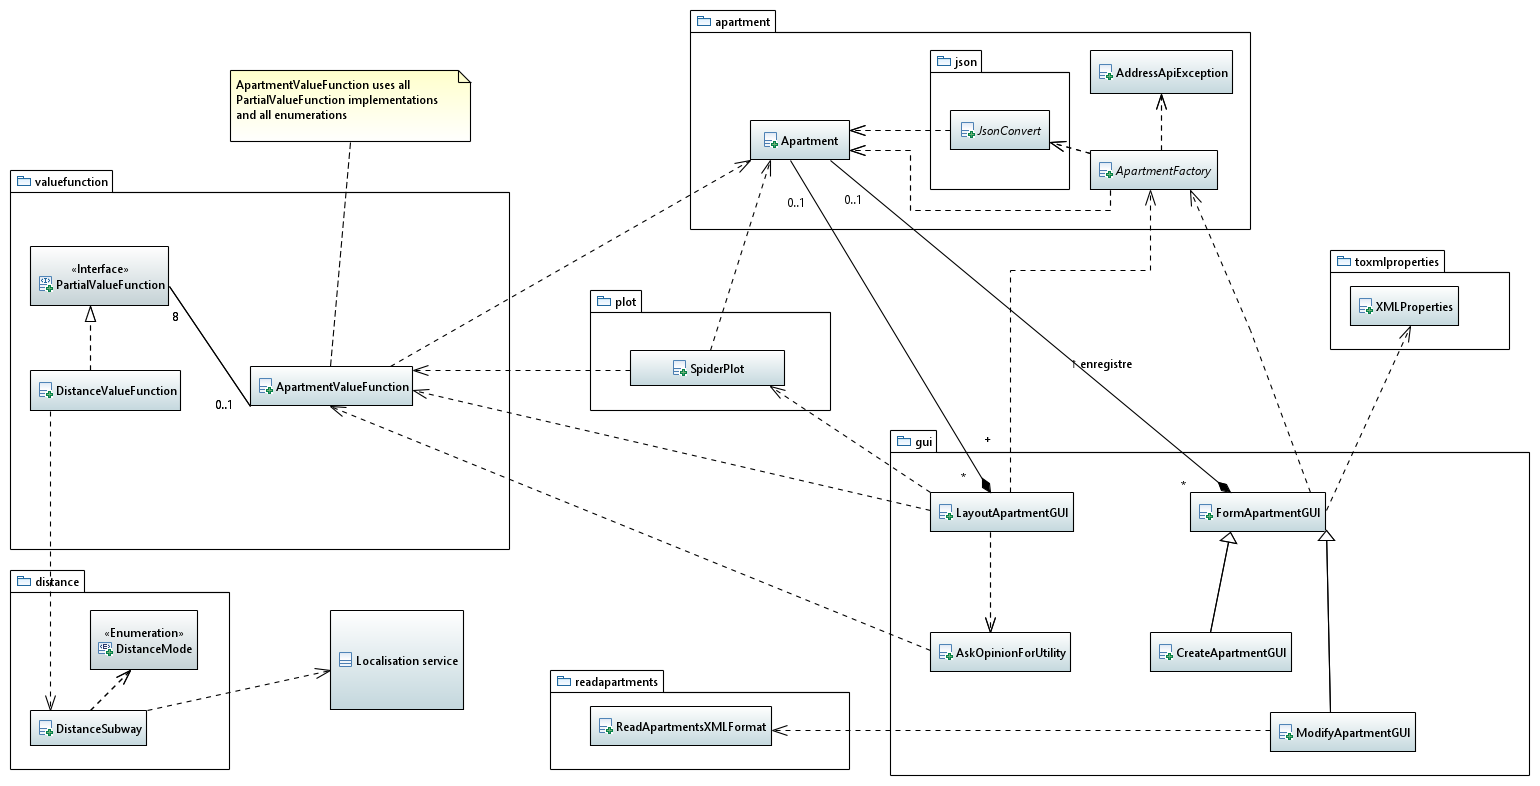 apartment
json
AddressApiException
ApartmentValueFunction uses all
PartialValueFunction implementations
and all enumerations
Apartment
JsonConvert
ApartmentFactory
valuefunction
0..1
0..1
«Interface»
PartialValueFunction
8
toxmlproperties
XMLProperties
plot
SpiderPlot
enregistre
DistanceValueFunction
ApartmentValueFunction
0..1
gui
*
*
LayoutApartmentGUI
FormApartmentGUI
distance
«Enumeration»
DistanceMode
Localisation service
AskOpinionForUtility
CreateApartmentGUI
readapartments
DistanceSubway
ReadApartmentsXMLFormat
ModifyApartmentGUI